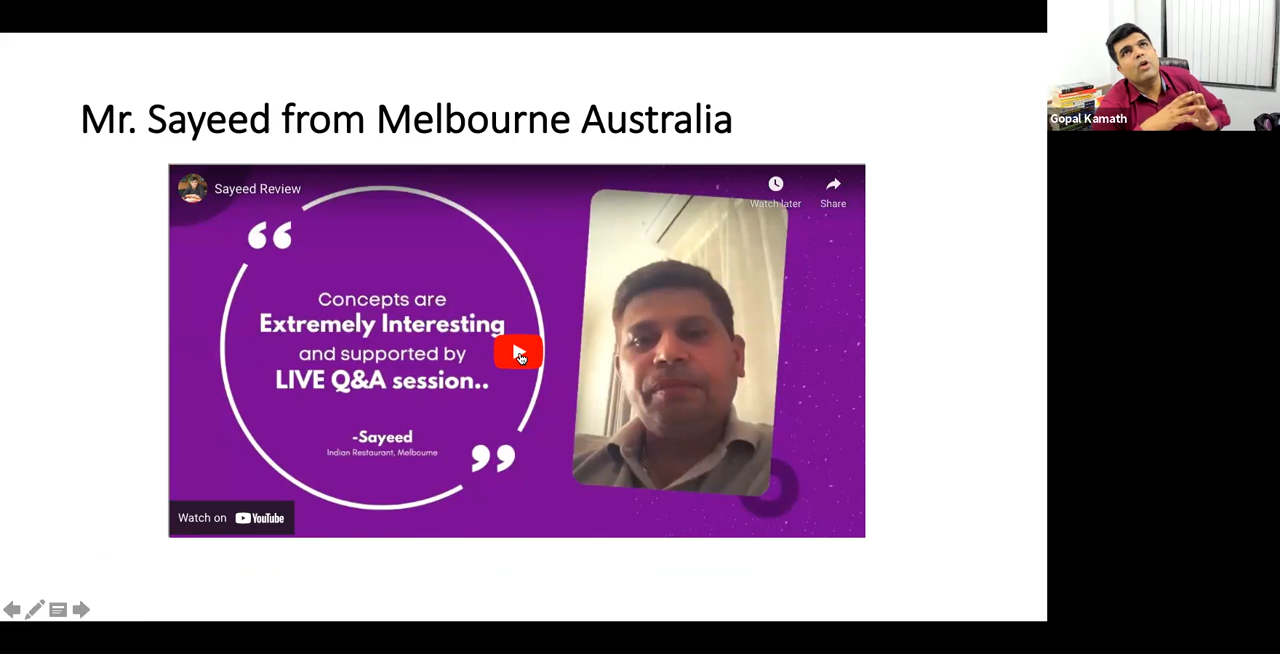 Mr. Sayeed from Melbourne Australia
Gopal Kamath
Sayeed Review
Watch later
Share
“
Concepts are
Extremely Interesting
and supported by
LIVE Q&A session..
-Sayeed
Indian Restaurant, Melbourne
”
Watch on YouTube